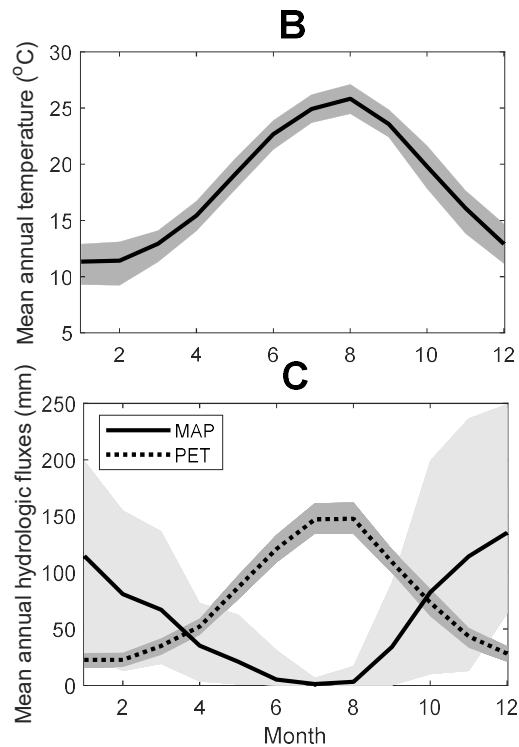 B
Mean annual temperature (°C)
30
25
20
15
10
5
2 4 6 8 10 12
C
Mean annual hydrologic fluxes (mm)
250
200
150
100
50
0
MAP
PET
2 4 6 8 10 12
Month